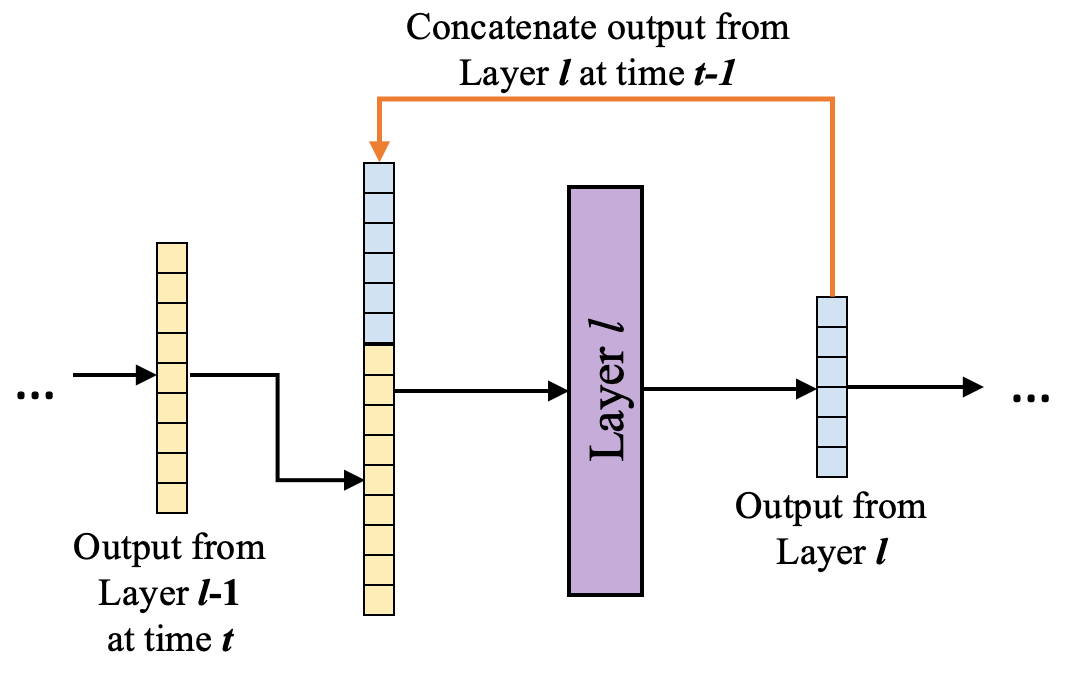 Concatenate output from
Layer l at time t-1
...
Output from
Layer l-1
at time t
Layer l
Output from
Layer l
...